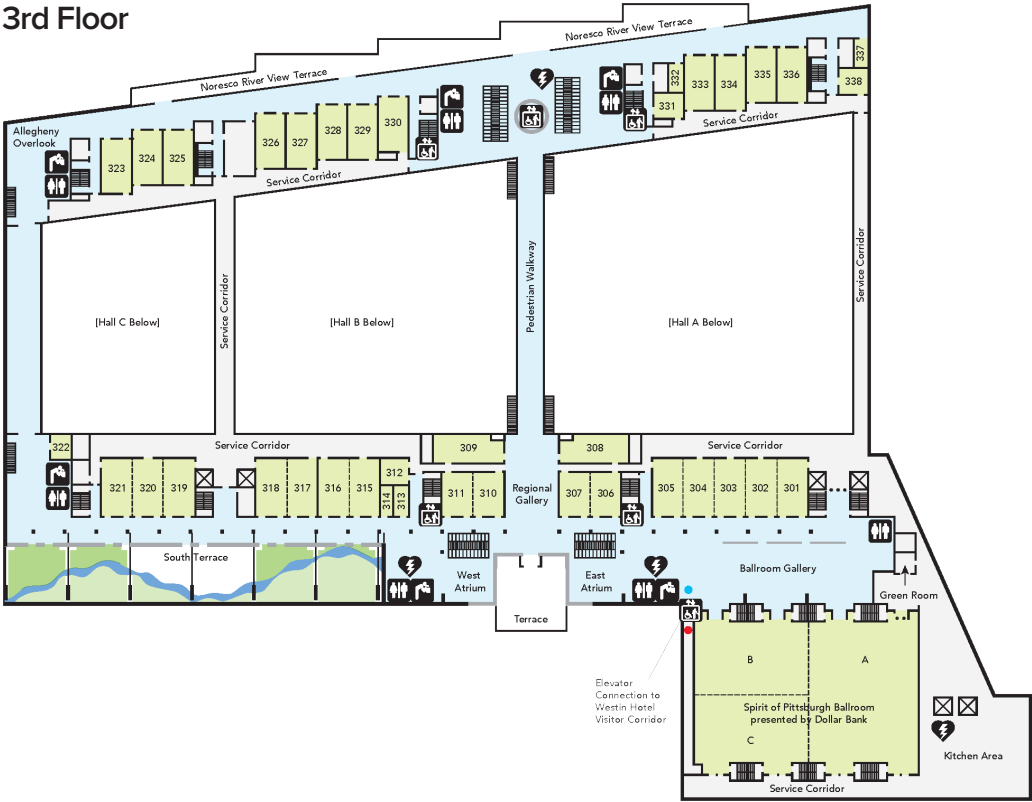 3rd Floor
Noresco River View Terrace
Noresco River View Terrace
337
335
336
332
333
334
338
331
Service Corridor
Allegheny
Overlook
330
328
329
326
327
324
325
323
Service Corridor
Pedestrian Walkway
Service Corridor
Service Corridor
[Hall C Below]
[Hall B Below]
[Hall A Below]
322
Service Corridor
309
308
Service Corridor
321
320
319
318
317
316
315
312
314
313
311
310
Regional
Gallery
307
306
305
304
303
302
301
South Terrace
West
Atrium
East
Atrium
Ballroom Gallery
Green Room
Terrace
B
A
Elevator
Connection to
Westin Hotel
Visitor Corridor
Spirit of Pittsburgh Ballroom
presented by Dollar Bank
C
Kitchen Area
Service Corridor